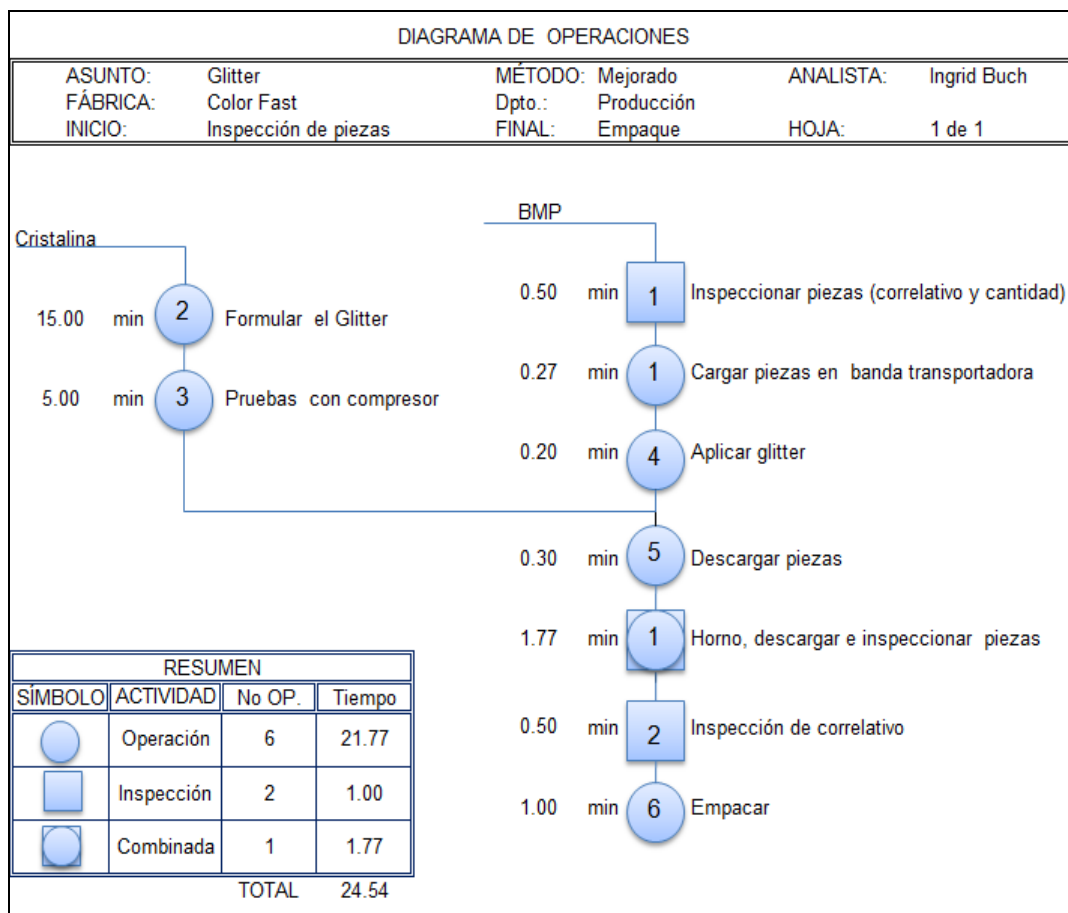 DIAGRAMA DE OPERACIONES
ASUNTO: Glitter MÉTODO: Mejorado ANALISTA: Ingrid Buch
FÁBRICA: Color Fast Dpto.: Producción
INICIO: Inspección de piezas FINAL: Empaque HOJA: 1 de 1
BMP
Cristalina
0.50 min 1 Inspeccionar piezas (correlativo y cantidad)
15.00 min 2 Formular el Glitter
0.27 min 1 Cargar piezas en banda transportadora
5.00 min 3 Pruebas con compresor
0.20 min 4 Aplicar glitter
0.30 min 5 Descargar piezas
1.77 min 1 Horno, descargar e inspeccionar piezas
0.50 min 2 Inspección de correlativo
1.00 min 6 Empacar
RESUMEN
SÍMBOLO ACTIVIDAD No OP. Tiempo
Operación 6 21.77
Inspección 2 1.00
Combinada 1 1.77
TOTAL 24.54